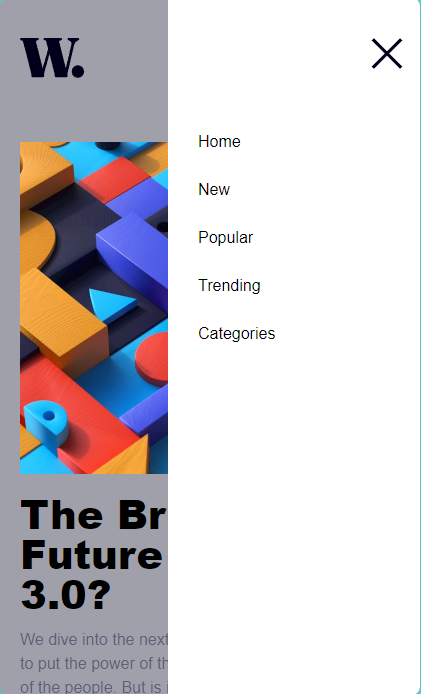 W.
Home
New
Popular
Trending
Categories
The Br
Future
3.0?
We dive into the next
to put the power of th
of the people. But is i